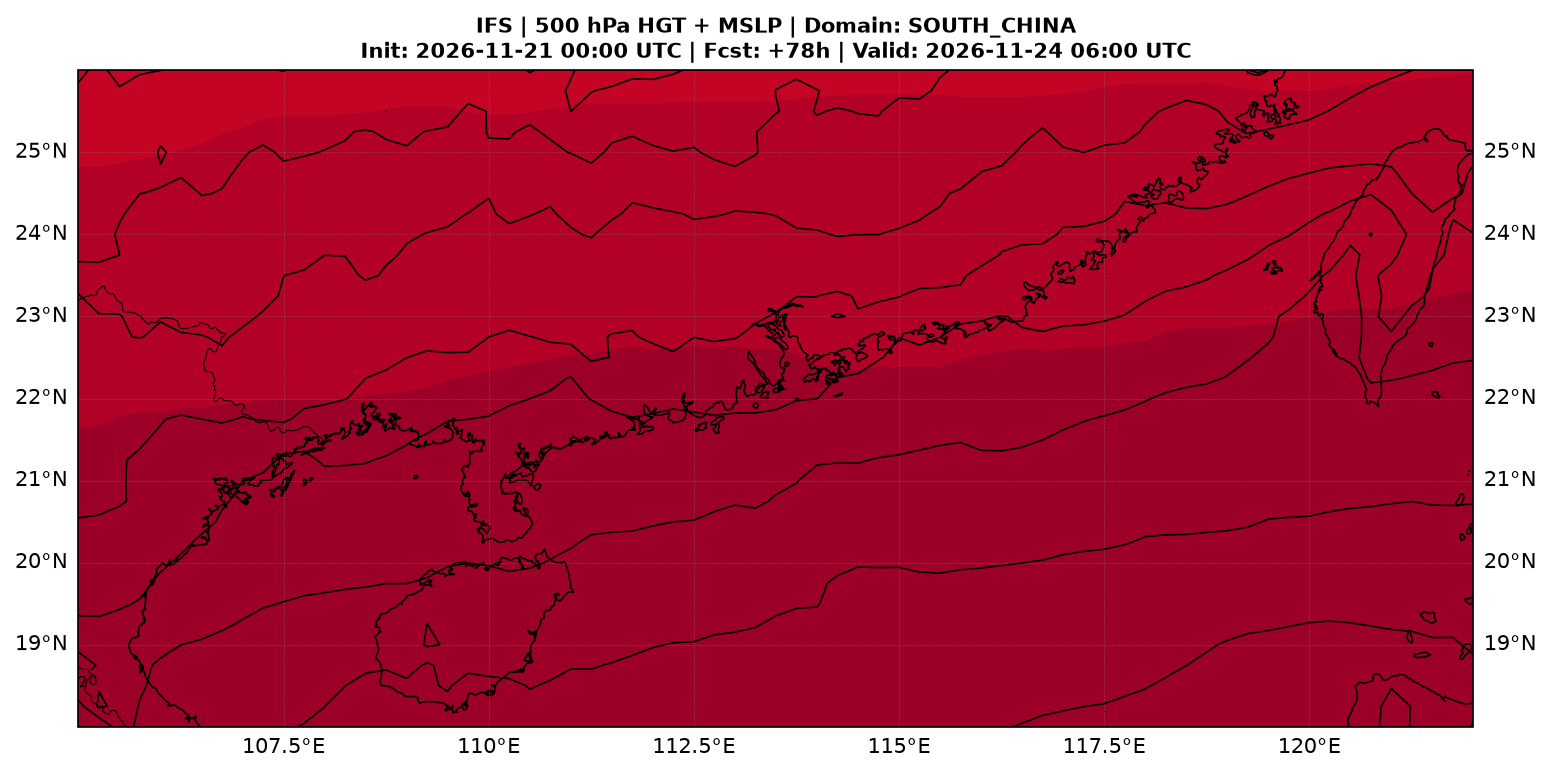 IFS | 500 hPa HGT + MSLP | Domain: SOUTH_CHINA
Init: 2026-11-21 00:00 UTC | Fcst: +78h | Valid: 2026-11-24 06:00 UTC
25°N 25°N
24°N 24°N
23°N 23°N
22°N 22°N
21°N 21°N
20°N 20°N
19°N 19°N
107.5°E 110°E 112.5°E 115°E 117.5°E 120°E